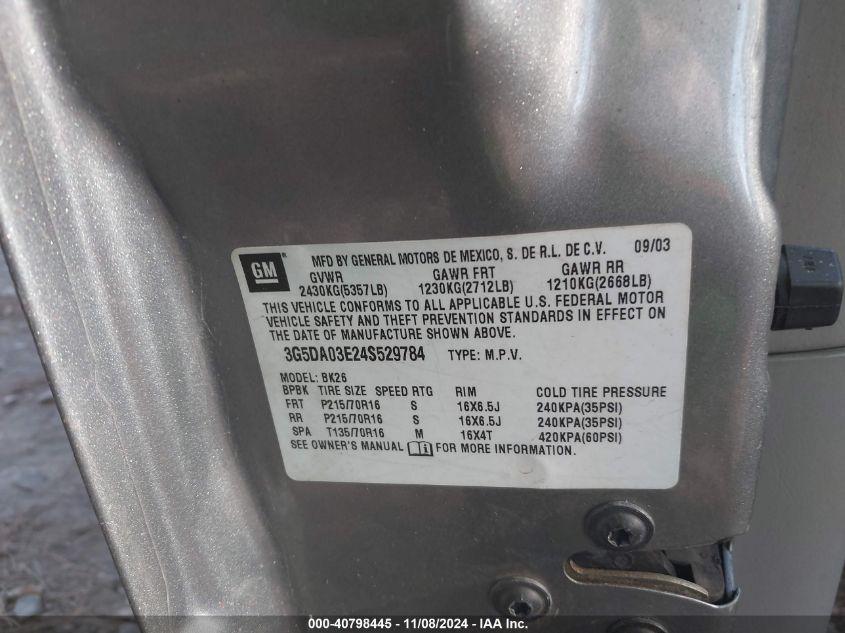 GM MFD BY GENERAL MOTORS DE MEXICO, S. DE R.L. DE C.V. 09/03
GVWR GAWR FRT GAWR RR
2430KG(5357LB) 1230KG(2712LB) 1210KG(2668LB)
THIS VEHICLE CONFORMS TO ALL APPLICABLE U.S. FEDERAL MOTOR
VEHICLE SAFETY AND THEFT PREVENTION STANDARDS IN EFFECT ON
THE DATE OF MANUFACTURE SHOWN ABOVE.
3G5DA03E24S529784 TYPE: M.P.V.
MODEL: BK26
BPBK TIRE SIZE SPEED RTG RIM COLD TIRE PRESSURE
FRT P215/70R16 S 16X6.5J 240KPA(35PSI)
RR P215/70R16 S 16X6.5J 240KPA(35PSI)
SPA T135/70R16 M 16X4T 420KPA(60PSI)
SEE OWNER'S MANUAL FOR MORE INFORMATION.
000-40798445 - 11/08/2024 - IAA Inc.